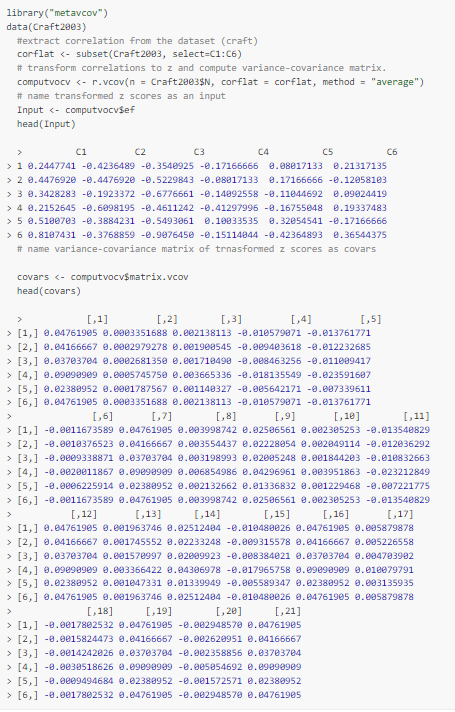 library("metavcov")
data(Craft2003)
#extract correlation from the dataset (craft)
corflat <- subset(Craft2003, select=C1:C6)
# transform correlations to z and compute variance-covariance matrix.
computvocv <- r.vcov(n = Craft2003$N, corflat = corflat, method = "average")
# name transformed z scores as an input
Input <- computvocv$ef
head(Input)
> C1 C2 C3 C4 C5 C6
> 1 0.2447741 -0.4236489 -0.3540925 -0.17166666 0.08017133 0.21317135
> 2 0.4476920 -0.4476920 -0.5229843 -0.08017133 0.17166666 -0.12058103
> 3 0.3428283 -0.1923372 -0.6776661 -0.14092558 -0.11044692 0.09024419
> 4 0.2152645 -0.6098195 -0.4611242 -0.41297996 -0.16755048 0.19337483
> 5 0.5100703 -0.3884231 -0.5493061 0.10033535 0.32054541 -0.17166666
> 6 0.8107431 -0.3768859 -0.9076450 -0.15114044 -0.42364893 0.36544375
# name variance-covariance matrix of trnasformed z scores as covars
covars <- computvocv$matrix.vcov
head(covars)
> [,1] [,2] [,3] [,4] [,5]
> [1,] 0.04761905 0.0003351688 0.002138113 -0.010579071 -0.013761771
> [2,] 0.04166667 0.0002979278 0.001900545 -0.009403618 -0.012232685
> [3,] 0.03703704 0.0002681350 0.001710490 -0.008463256 -0.011009417
> [4,] 0.09090909 0.0005745750 0.003665336 -0.018135549 -0.023591607
> [5,] 0.02380952 0.0001787567 0.001140327 -0.005642171 -0.007339611
> [6,] 0.04761905 0.0003351688 0.002138113 -0.010579071 -0.013761771
> [,6] [,7] [,8] [,9] [,10] [,11]
> [1,] -0.0011673589 0.04761905 0.003998742 0.02506561 0.002305253 -0.013540829
> [2,] -0.0010376523 0.04166667 0.003554437 0.02228054 0.002049114 -0.012036292
> [3,] -0.0009338871 0.03703704 0.003198993 0.02005248 0.001844203 -0.010832663
> [4,] -0.0020011867 0.09090909 0.006854986 0.04296961 0.003951863 -0.023212849
> [5,] -0.0006225914 0.02380952 0.002132662 0.01336832 0.001229468 -0.007221775
> [6,] -0.0011673589 0.04761905 0.003998742 0.02506561 0.002305253 -0.013540829
> [,12] [,13] [,14] [,15] [,16] [,17]
> [1,] 0.04761905 0.001963746 0.02512404 -0.010480026 0.04761905 0.005879878
> [2,] 0.04166667 0.001745552 0.02233248 -0.009315578 0.04166667 0.005226558
> [3,] 0.03703704 0.001570997 0.02009923 -0.008384021 0.03703704 0.004703902
> [4,] 0.09090909 0.003366422 0.04306978 -0.017965758 0.09090909 0.010079791
> [5,] 0.02380952 0.001047331 0.01339949 -0.005589347 0.02380952 0.003135935
> [6,] 0.04761905 0.001963746 0.02512404 -0.010480026 0.04761905 0.005879878
> [,18] [,19] [,20] [,21]
> [1,] -0.0017802532 0.04761905 -0.002948570 0.04761905
> [2,] -0.0015824473 0.04166667 -0.002620951 0.04166667
> [3,] -0.0014242026 0.03703704 -0.002358856 0.03703704
> [4,] -0.0030518626 0.09090909 -0.005054692 0.09090909
> [5,] -0.0009494684 0.02380952 -0.001572571 0.02380952
> [6,] -0.0017802532 0.04761905 -0.002948570 0.04761905